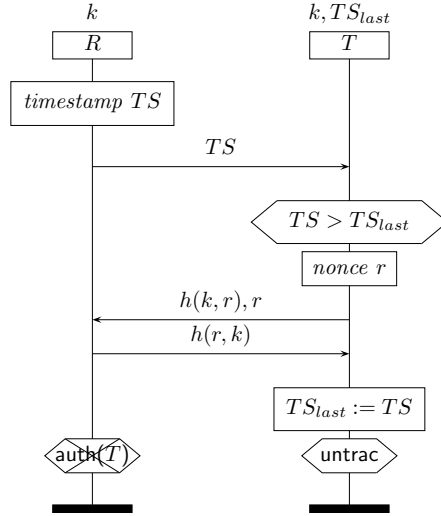 k
k, TS_last
R
T
timestamp TS
TS
TS > TS_last
nonce r
h(k, r), r
h(r, k)
TS_last := TS
auth(T)
untrac